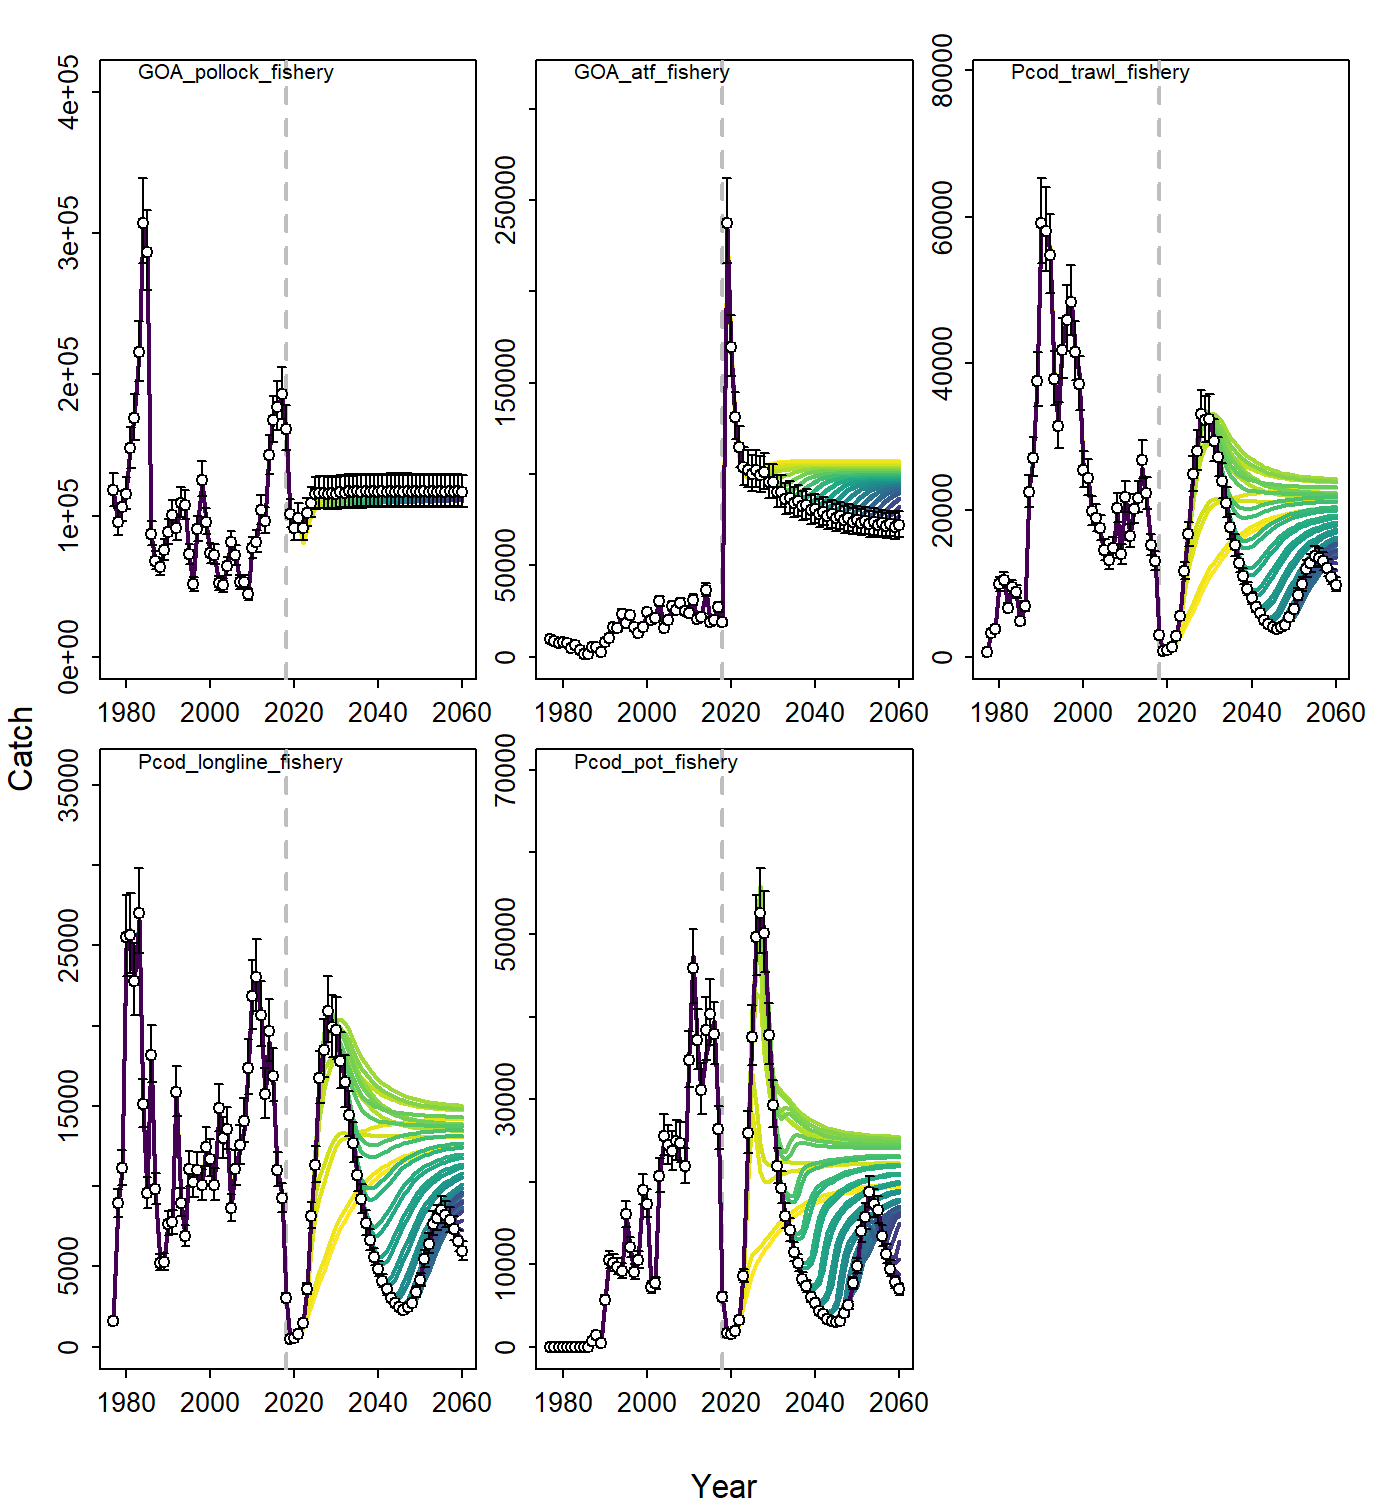 GOA_pollock_fishery
0e+00 1e+05 2e+05 3e+05 4e+05
1980 2000 2020 2040 2060
GOA_atf_fishery
0 50000 150000 250000
1980 2000 2020 2040 2060
Pcod_trawl_fishery
0 20000 40000 60000 80000
1980 2000 2020 2040 2060
Catch
Pcod_longline_fishery
0 5000 15000 25000 35000
1980 2000 2020 2040 2060
Pcod_pot_fishery
0 10000 30000 50000 70000
1980 2000 2020 2040 2060
Year